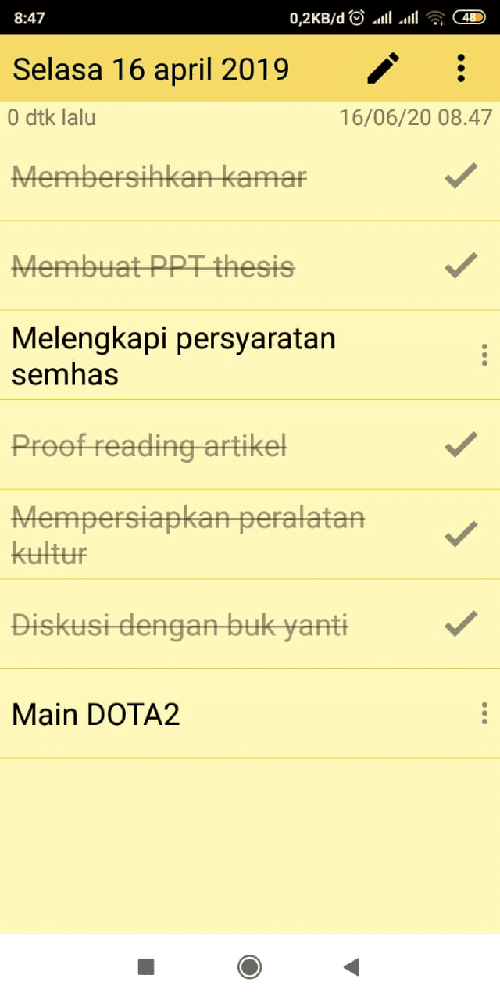 8:47 0,2KB/d 48
Selasa 16 april 2019
0 dtk lalu 16/06/20 08.47
Membersihkan kamar
Membuat PPT thesis
Melengkapi persyaratan
semhas
Proof reading artikel
Mempersiapkan peralatan
kultur
Diskusi dengan buk yanti
Main DOTA2